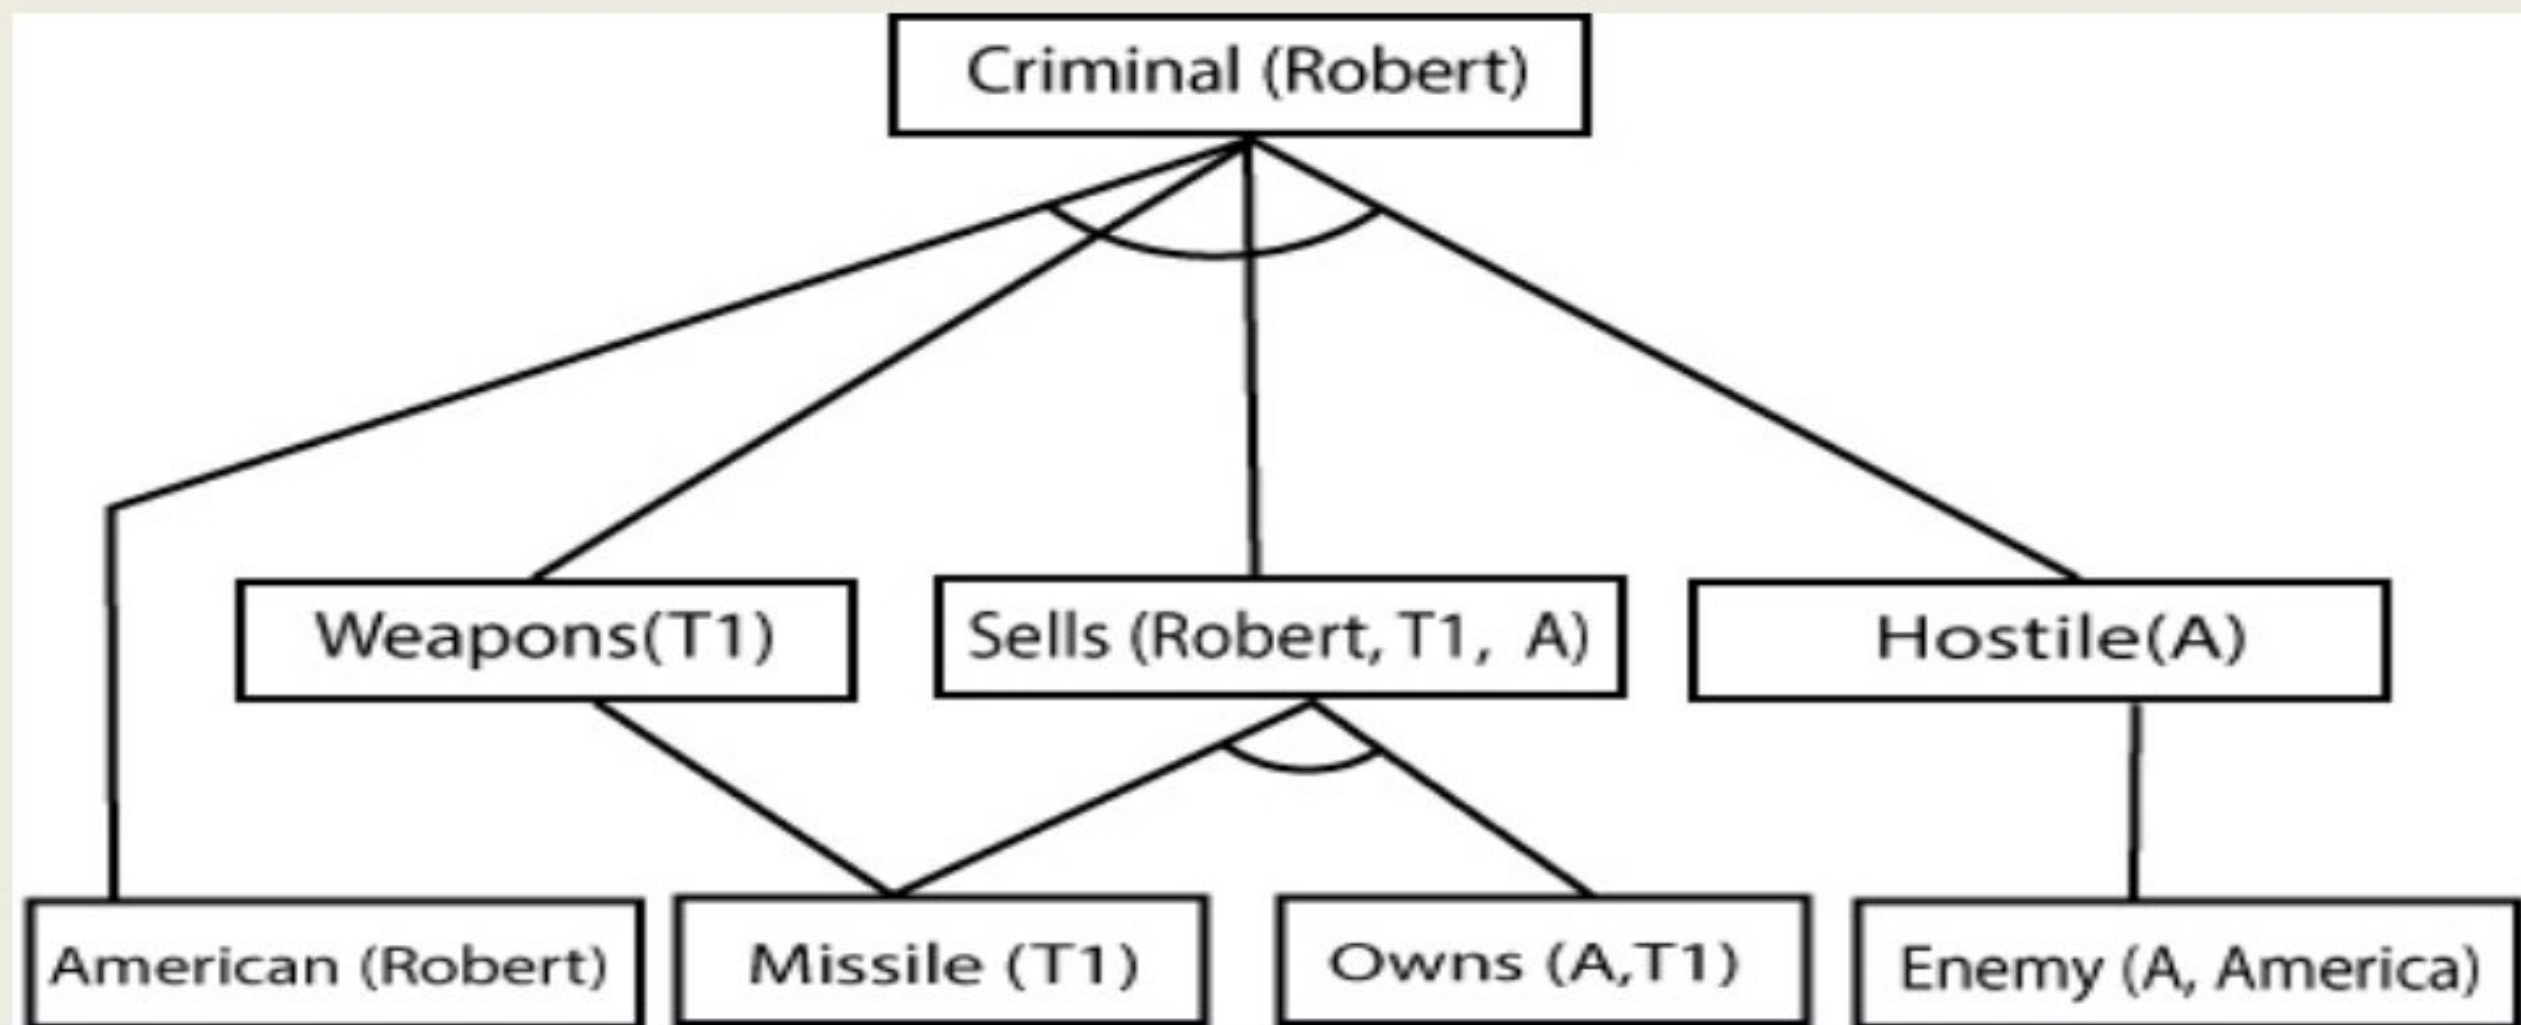 Criminal (Robert)
Weapons(T1)
Sells (Robert, T1, A)
Hostile(A)
American (Robert)
Missile (T1)
Owns (A,T1)
Enemy (A, America)